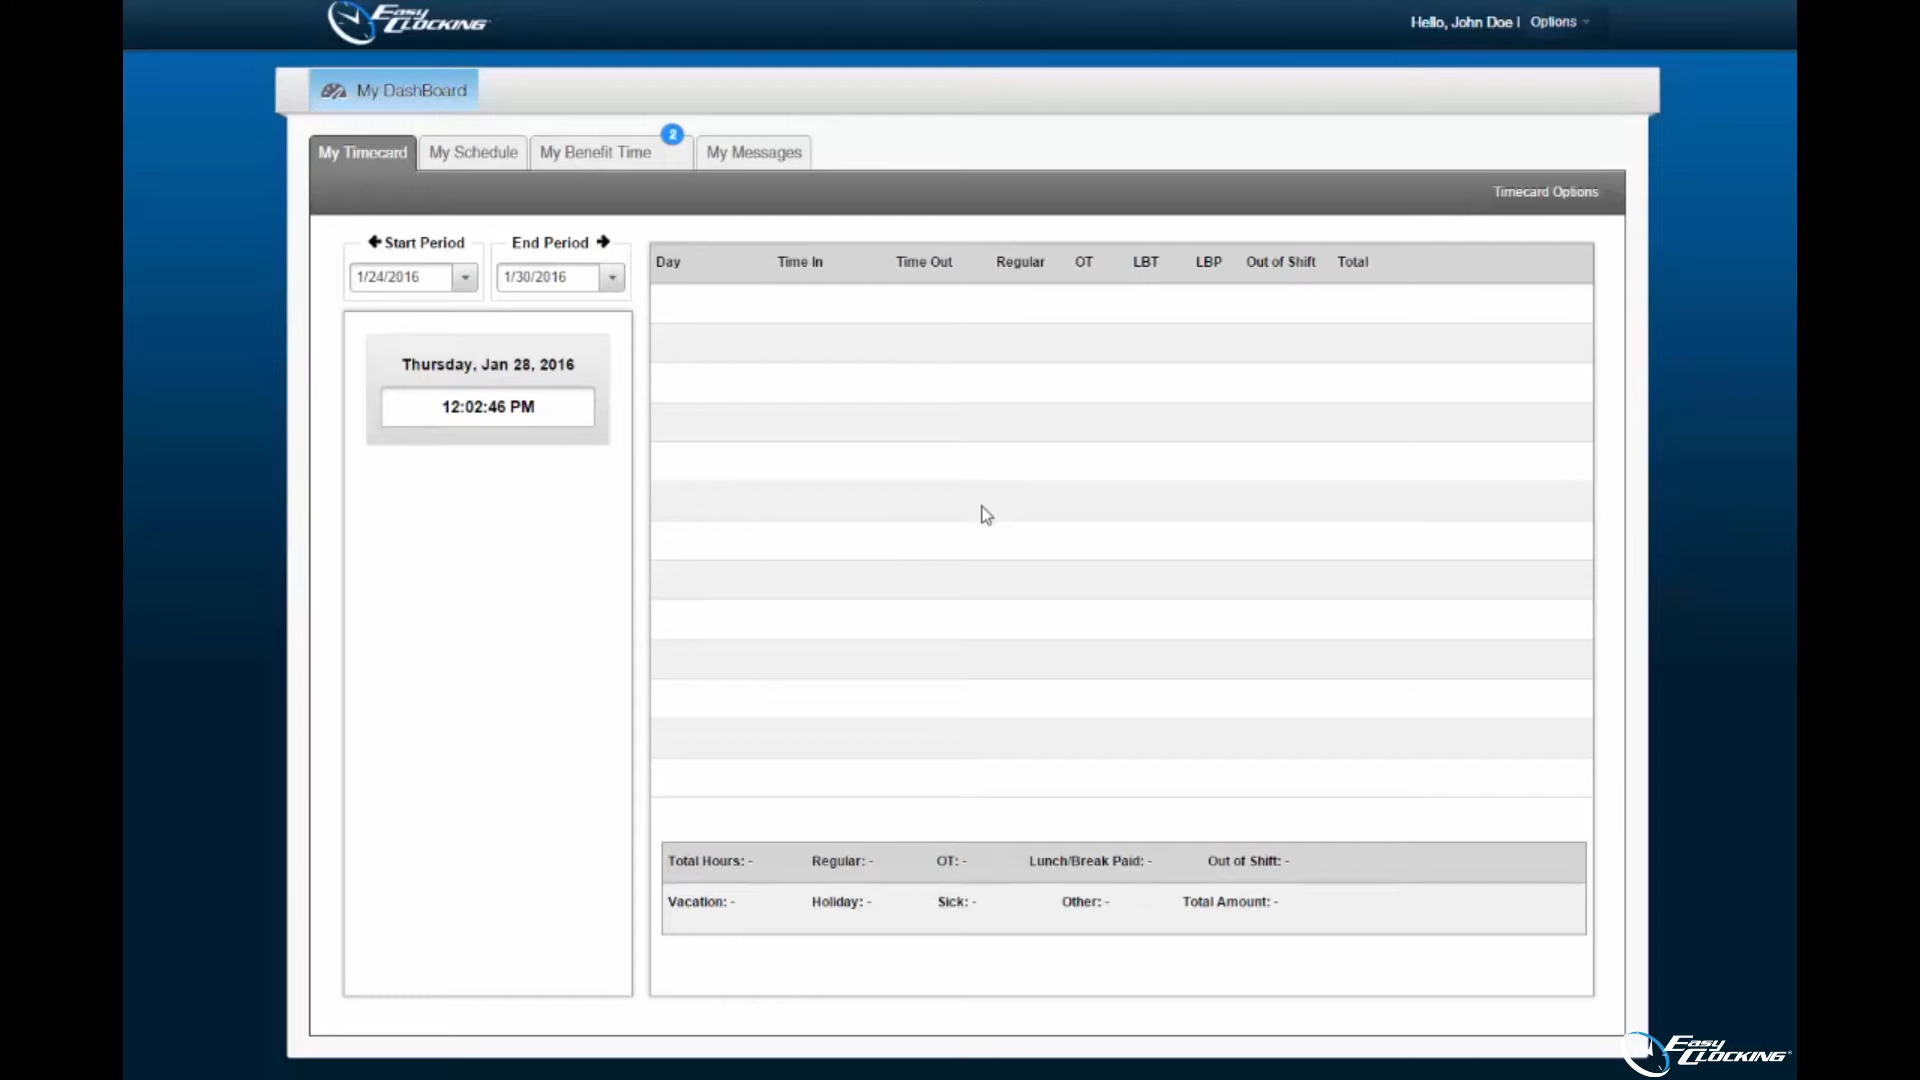 Easy Clocking
Hello, John Doe | Options
My DashBoard
My Timecard My Schedule My Benefit Time 2 My Messages
Timecard Options
Start Period End Period
1/24/2016 1/30/2016
Day Time In Time Out Regular OT LBT LBP Out of Shift Total
Thursday, Jan 28, 2016
12:02:46 PM
Total Hours: - Regular: - OT: - Lunch/Break Paid: - Out of Shift: -
Vacation: - Holiday: - Sick: - Other: - Total Amount: -
Easy Clocking